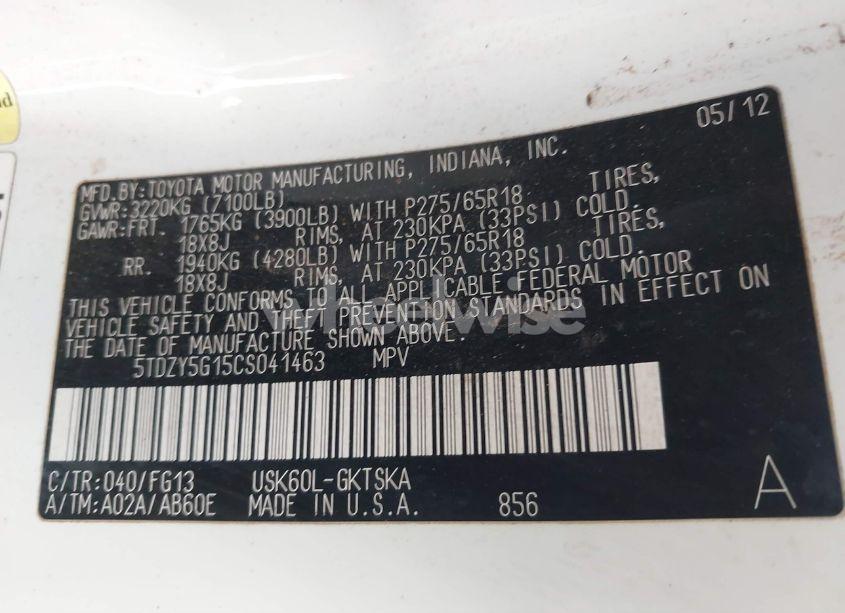 05/12
MFD. BY: TOYOTA MOTOR MANUFACTURING, INDIANA, INC.
GVWR: 3220KG (7100LB)
GAWR: FRT. 1765KG (3900LB) WITH P275/65R18 TIRES,
18X8J RIMS, AT 230KPA (33PSI) COLD.
RR. 1940KG (4280LB) WITH P275/65R18 TIRES,
18X8J RIMS, AT 230KPA (33PSI) COLD.
THIS VEHICLE CONFORMS TO ALL APPLICABLE FEDERAL MOTOR
VEHICLE SAFETY AND THEFT PREVENTION STANDARDS IN EFFECT ON
THE DATE OF MANUFACTURE SHOWN ABOVE.
5TDZY5G15CS041463 MPV
C/TR: 040/FG13 USK60L-GKTSKA
A/TM: A02A/AB60E MADE IN U.S.A. 856 A
wheelwise